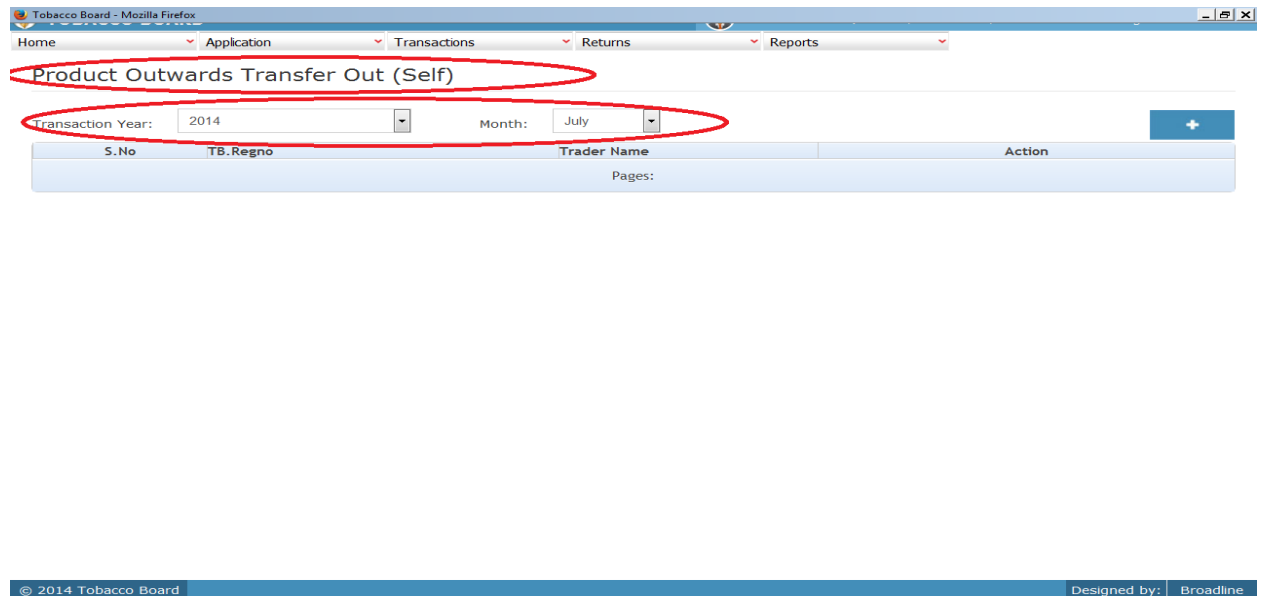 Tobacco Board - Mozilla Firefox
Home Application Transactions Returns Reports
Product Outwards Transfer Out (Self)
Transaction Year: 2014 Month: July
S.No TB.Regno Trader Name Action
Pages:
© 2014 Tobacco Board Designed by: Broadline